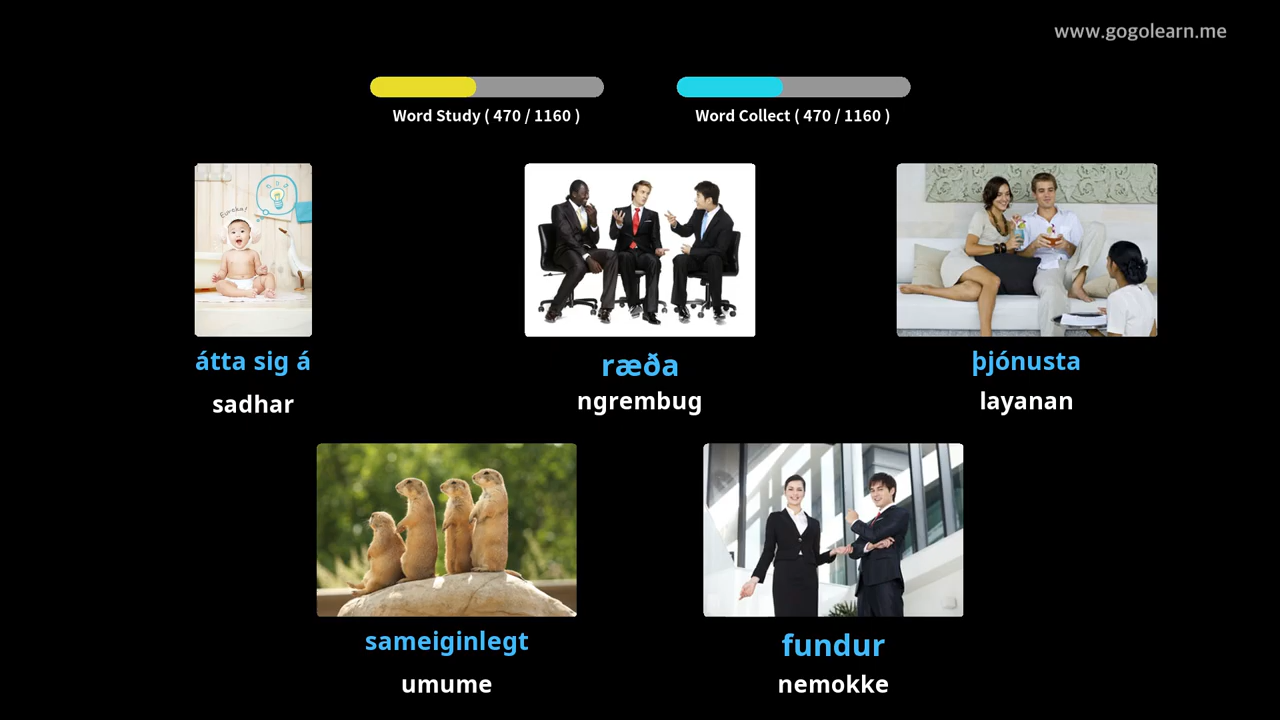 www.gogolearn.me
Word Study ( 470 / 1160 )
Word Collect ( 470 / 1160 )
Eureka!
átta sig á
sadhar
ræða
ngrembug
þjónusta
layanan
sameiginlegt
umume
fundur
nemokke